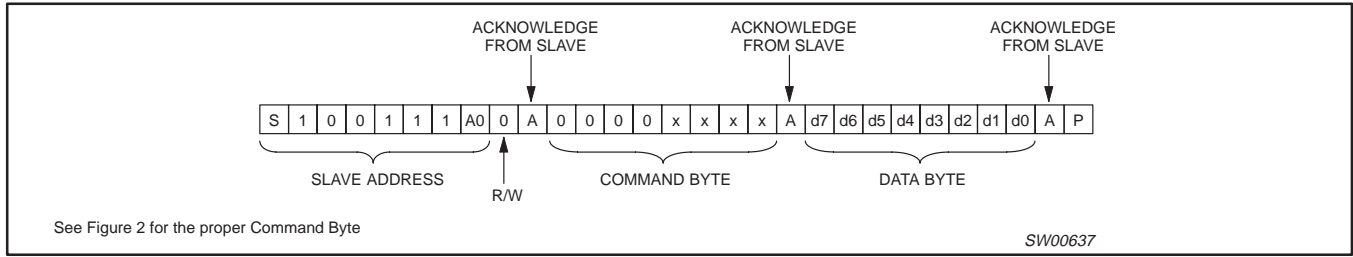 ACKNOWLEDGE
FROM SLAVE
ACKNOWLEDGE
FROM SLAVE
ACKNOWLEDGE
FROM SLAVE
S 1 0 0 1 1 1 A0 0 A 0 0 0 0 x x x x A d7 d6 d5 d4 d3 d2 d1 d0 A P
SLAVE ADDRESS
R/W
COMMAND BYTE
DATA BYTE
See Figure 2 for the proper Command Byte
SW00637